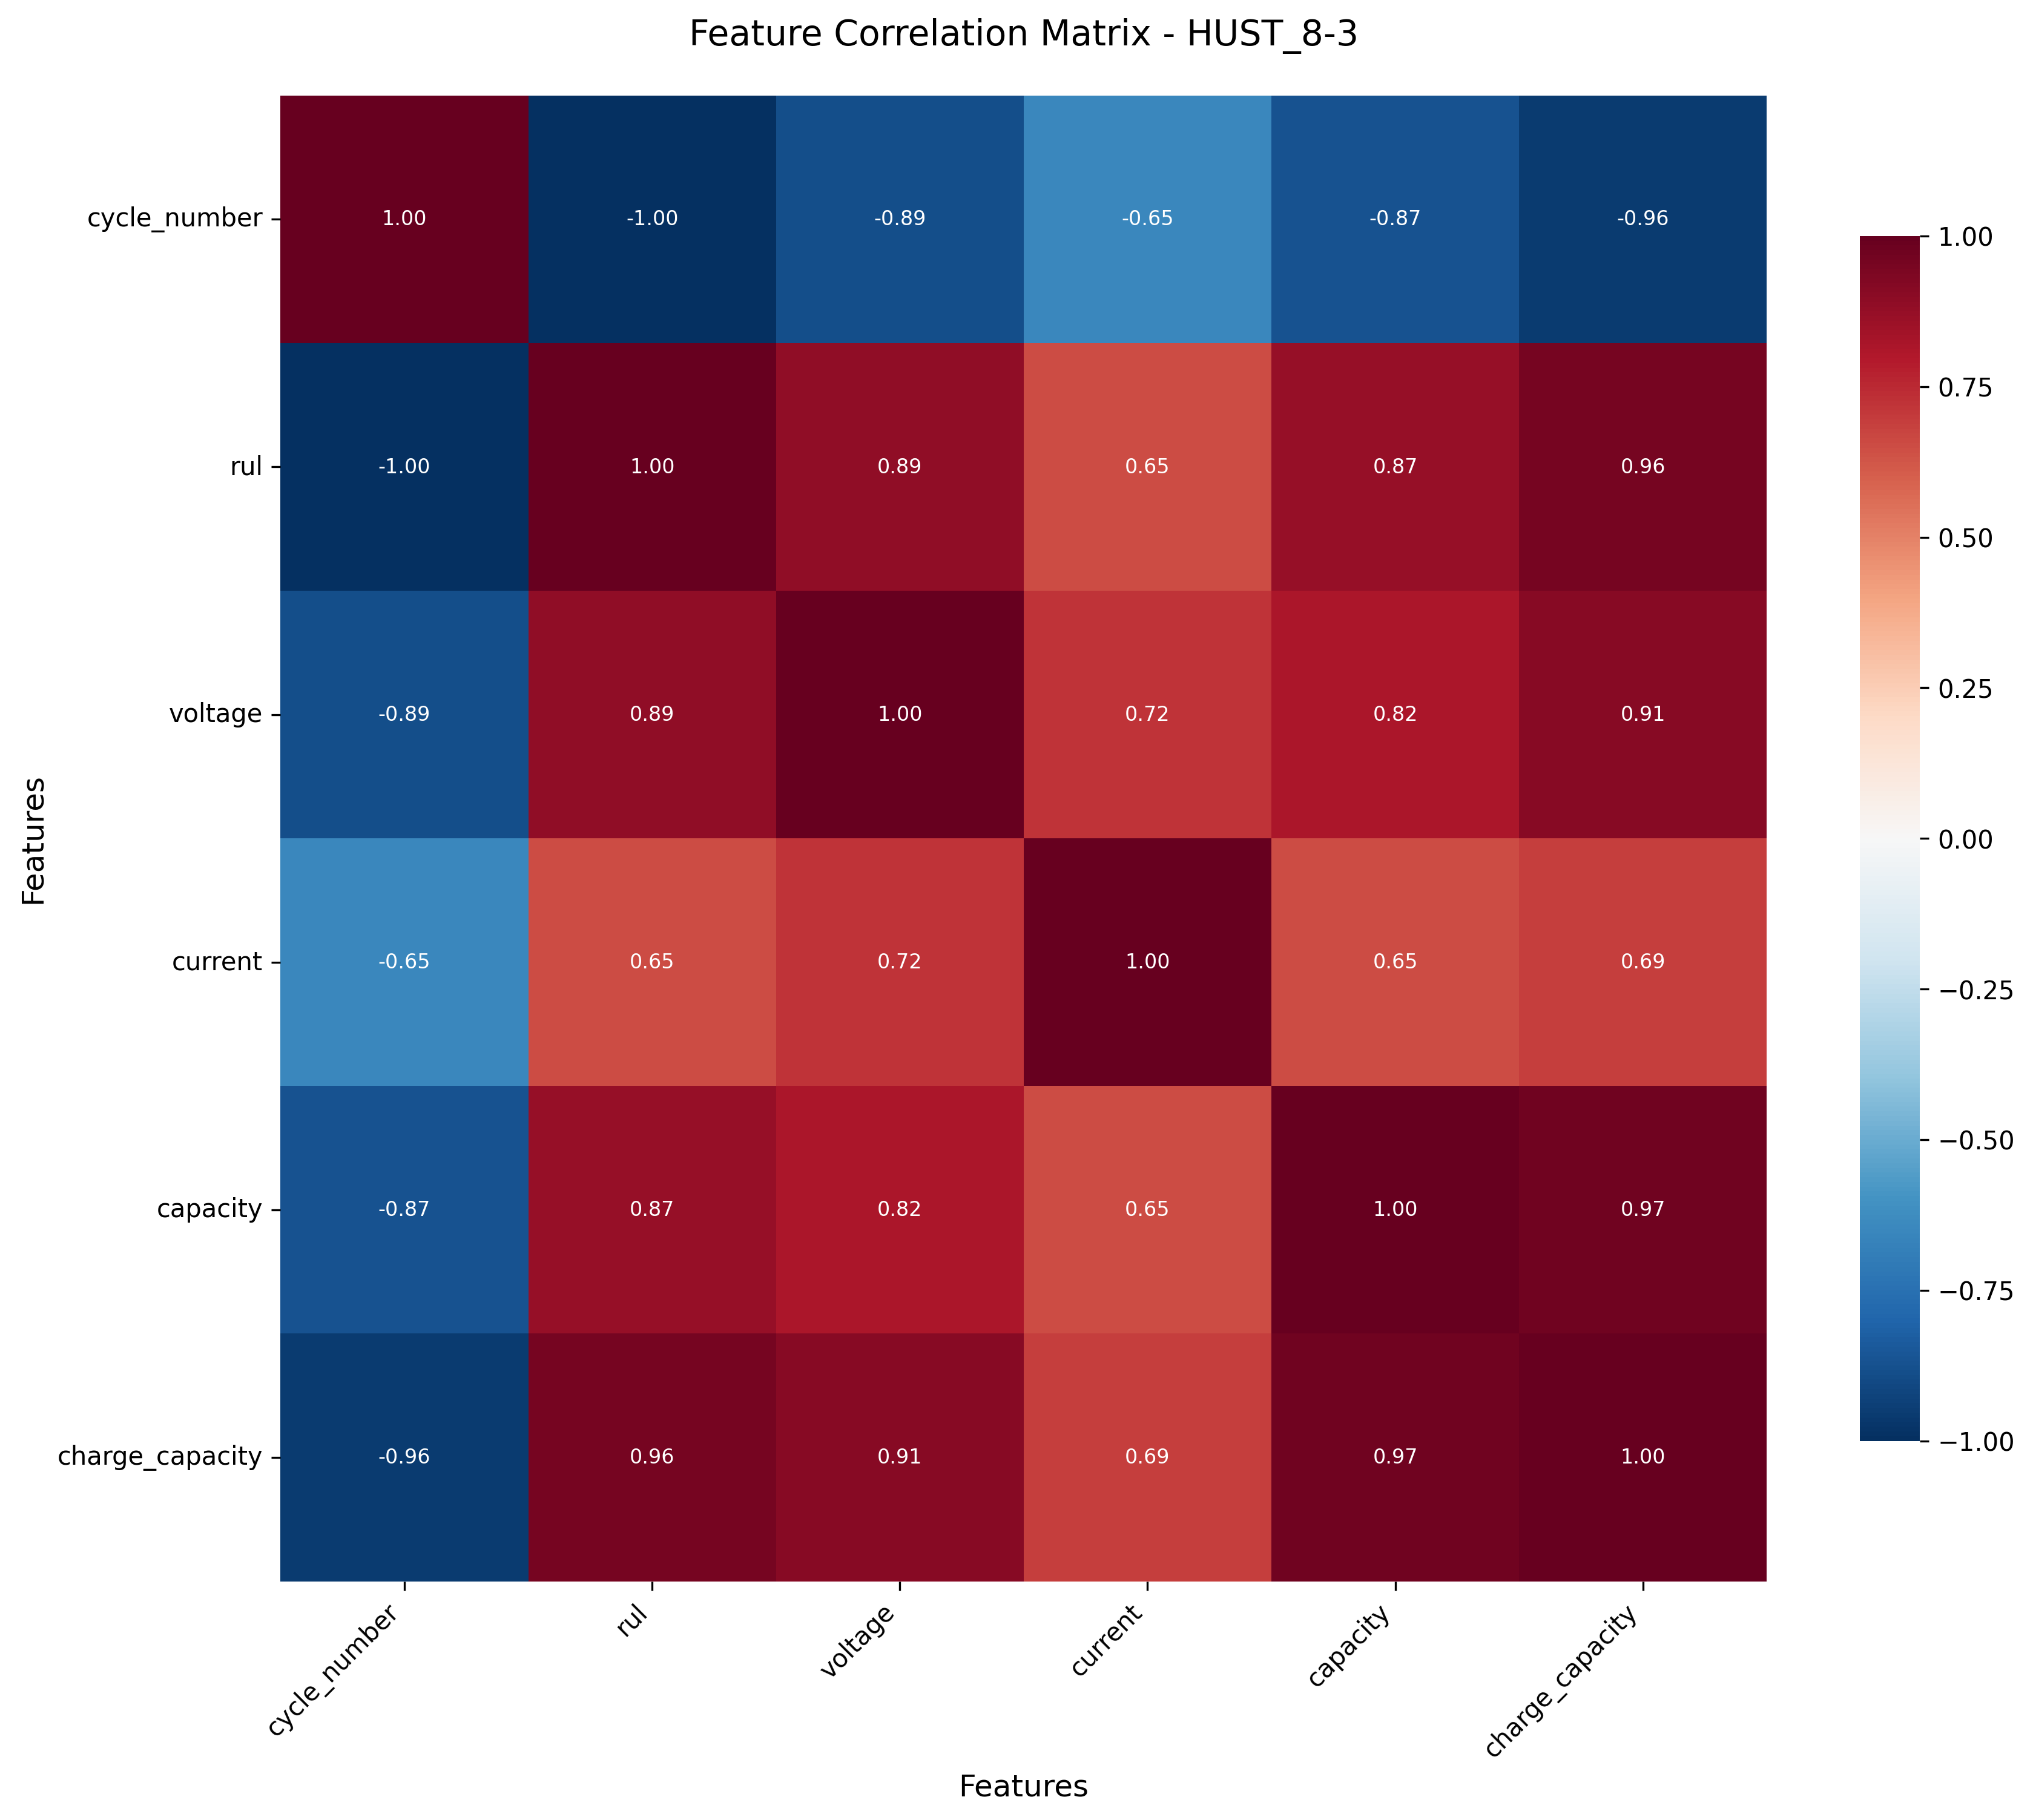 Feature Correlation Matrix - HUST_8-3
cycle_number 1.00 -1.00 -0.89 -0.65 -0.87 -0.96
rul -1.00 1.00 0.89 0.65 0.87 0.96
voltage -0.89 0.89 1.00 0.72 0.82 0.91
current -0.65 0.65 0.72 1.00 0.65 0.69
capacity -0.87 0.87 0.82 0.65 1.00 0.97
charge_capacity -0.96 0.96 0.91 0.69 0.97 1.00
Features
cycle_number rul voltage current capacity charge_capacity
Features
1.00
0.75
0.50
0.25
0.00
−0.25
−0.50
−0.75
−1.00